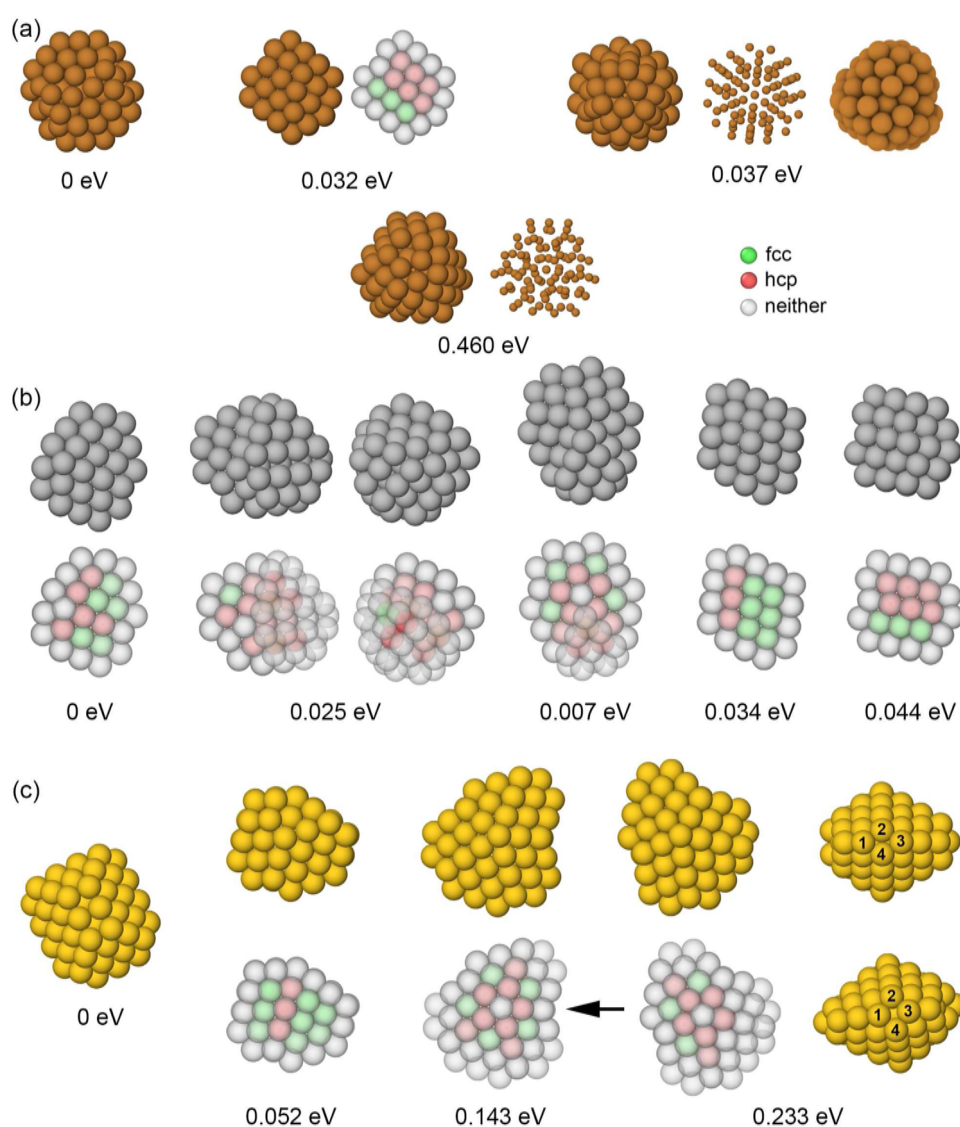 (a)
0 eV
0.032 eV
0.037 eV
0.460 eV
fcc
hcp
neither
(b)
0 eV
0.025 eV
0.007 eV
0.034 eV
0.044 eV
(c)
2
1 3
4
2
1 3
4
0 eV
0.052 eV
0.143 eV
0.233 eV